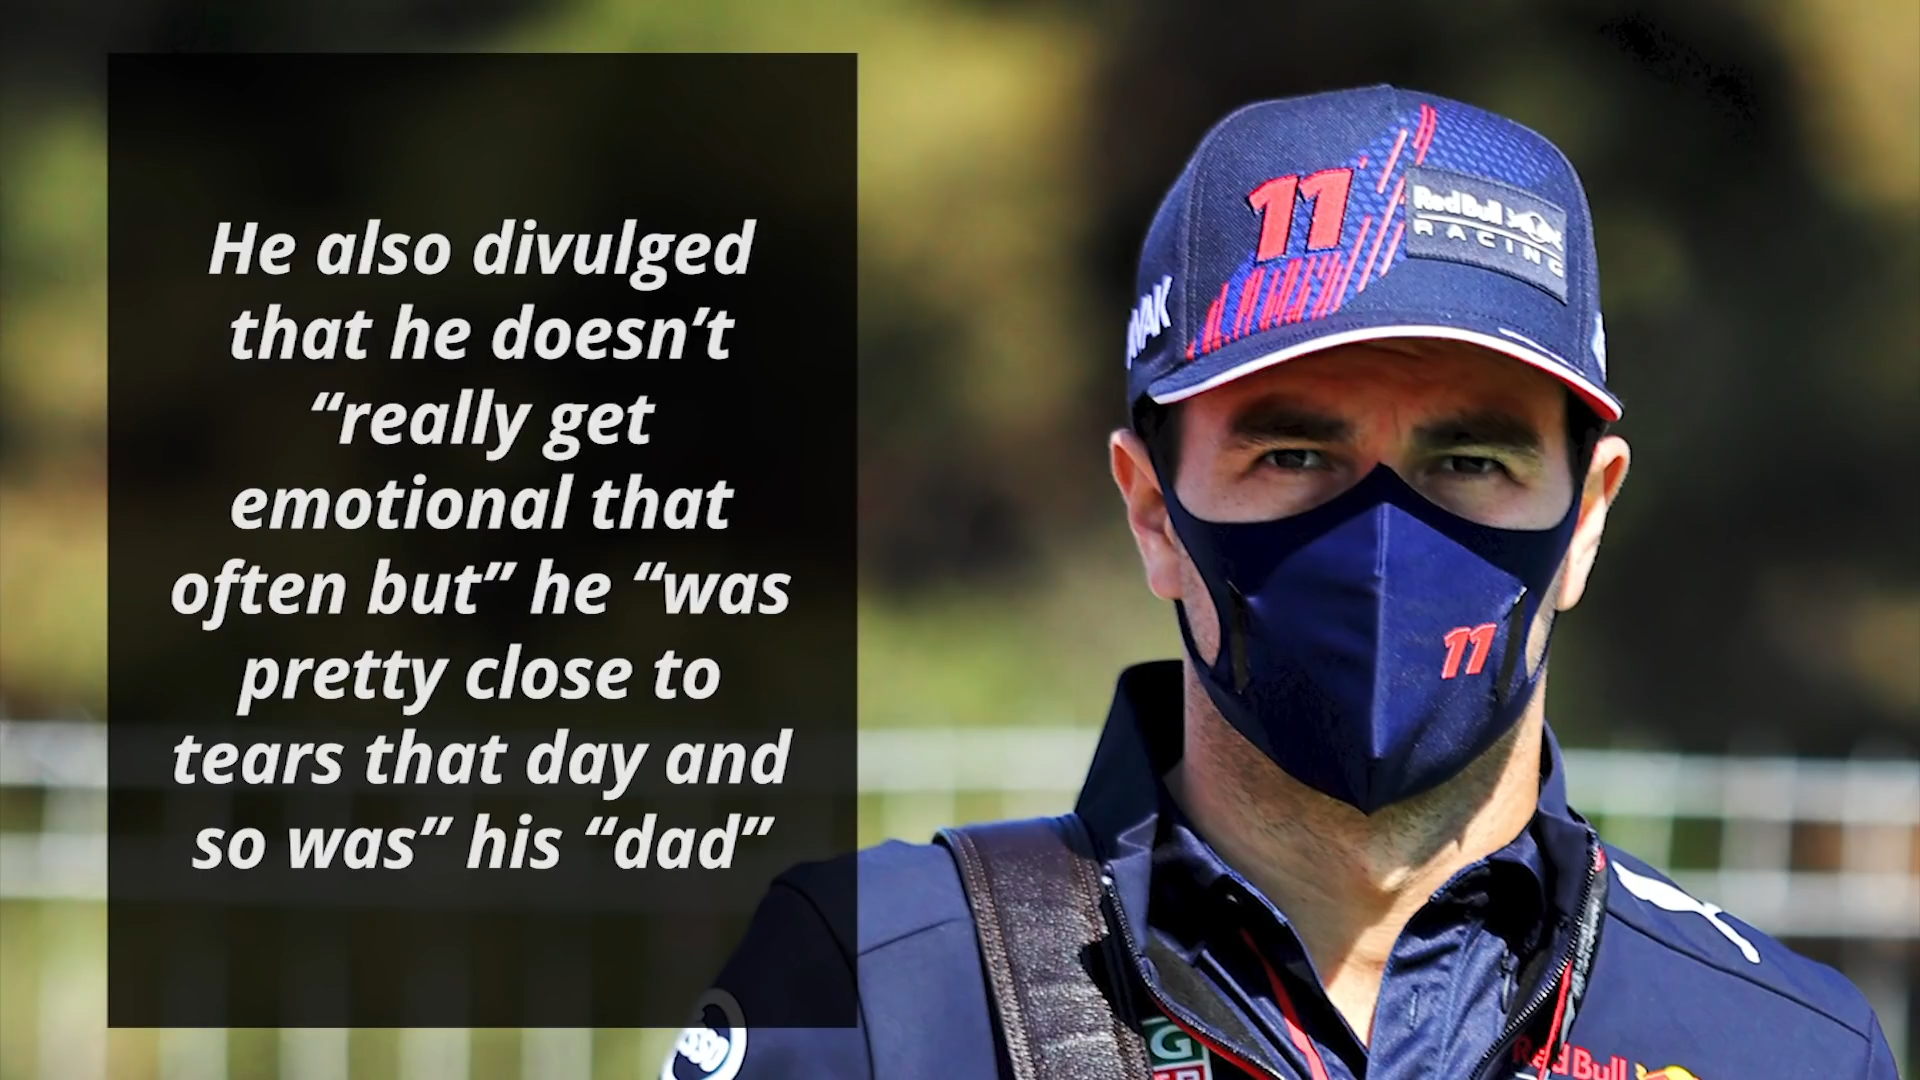 He also divulged
that he doesn’t
“really get
emotional that
often but” he “was
pretty close to
tears that day and
so was” his “dad”
11
Red Bull
RACING
11
Red Bull